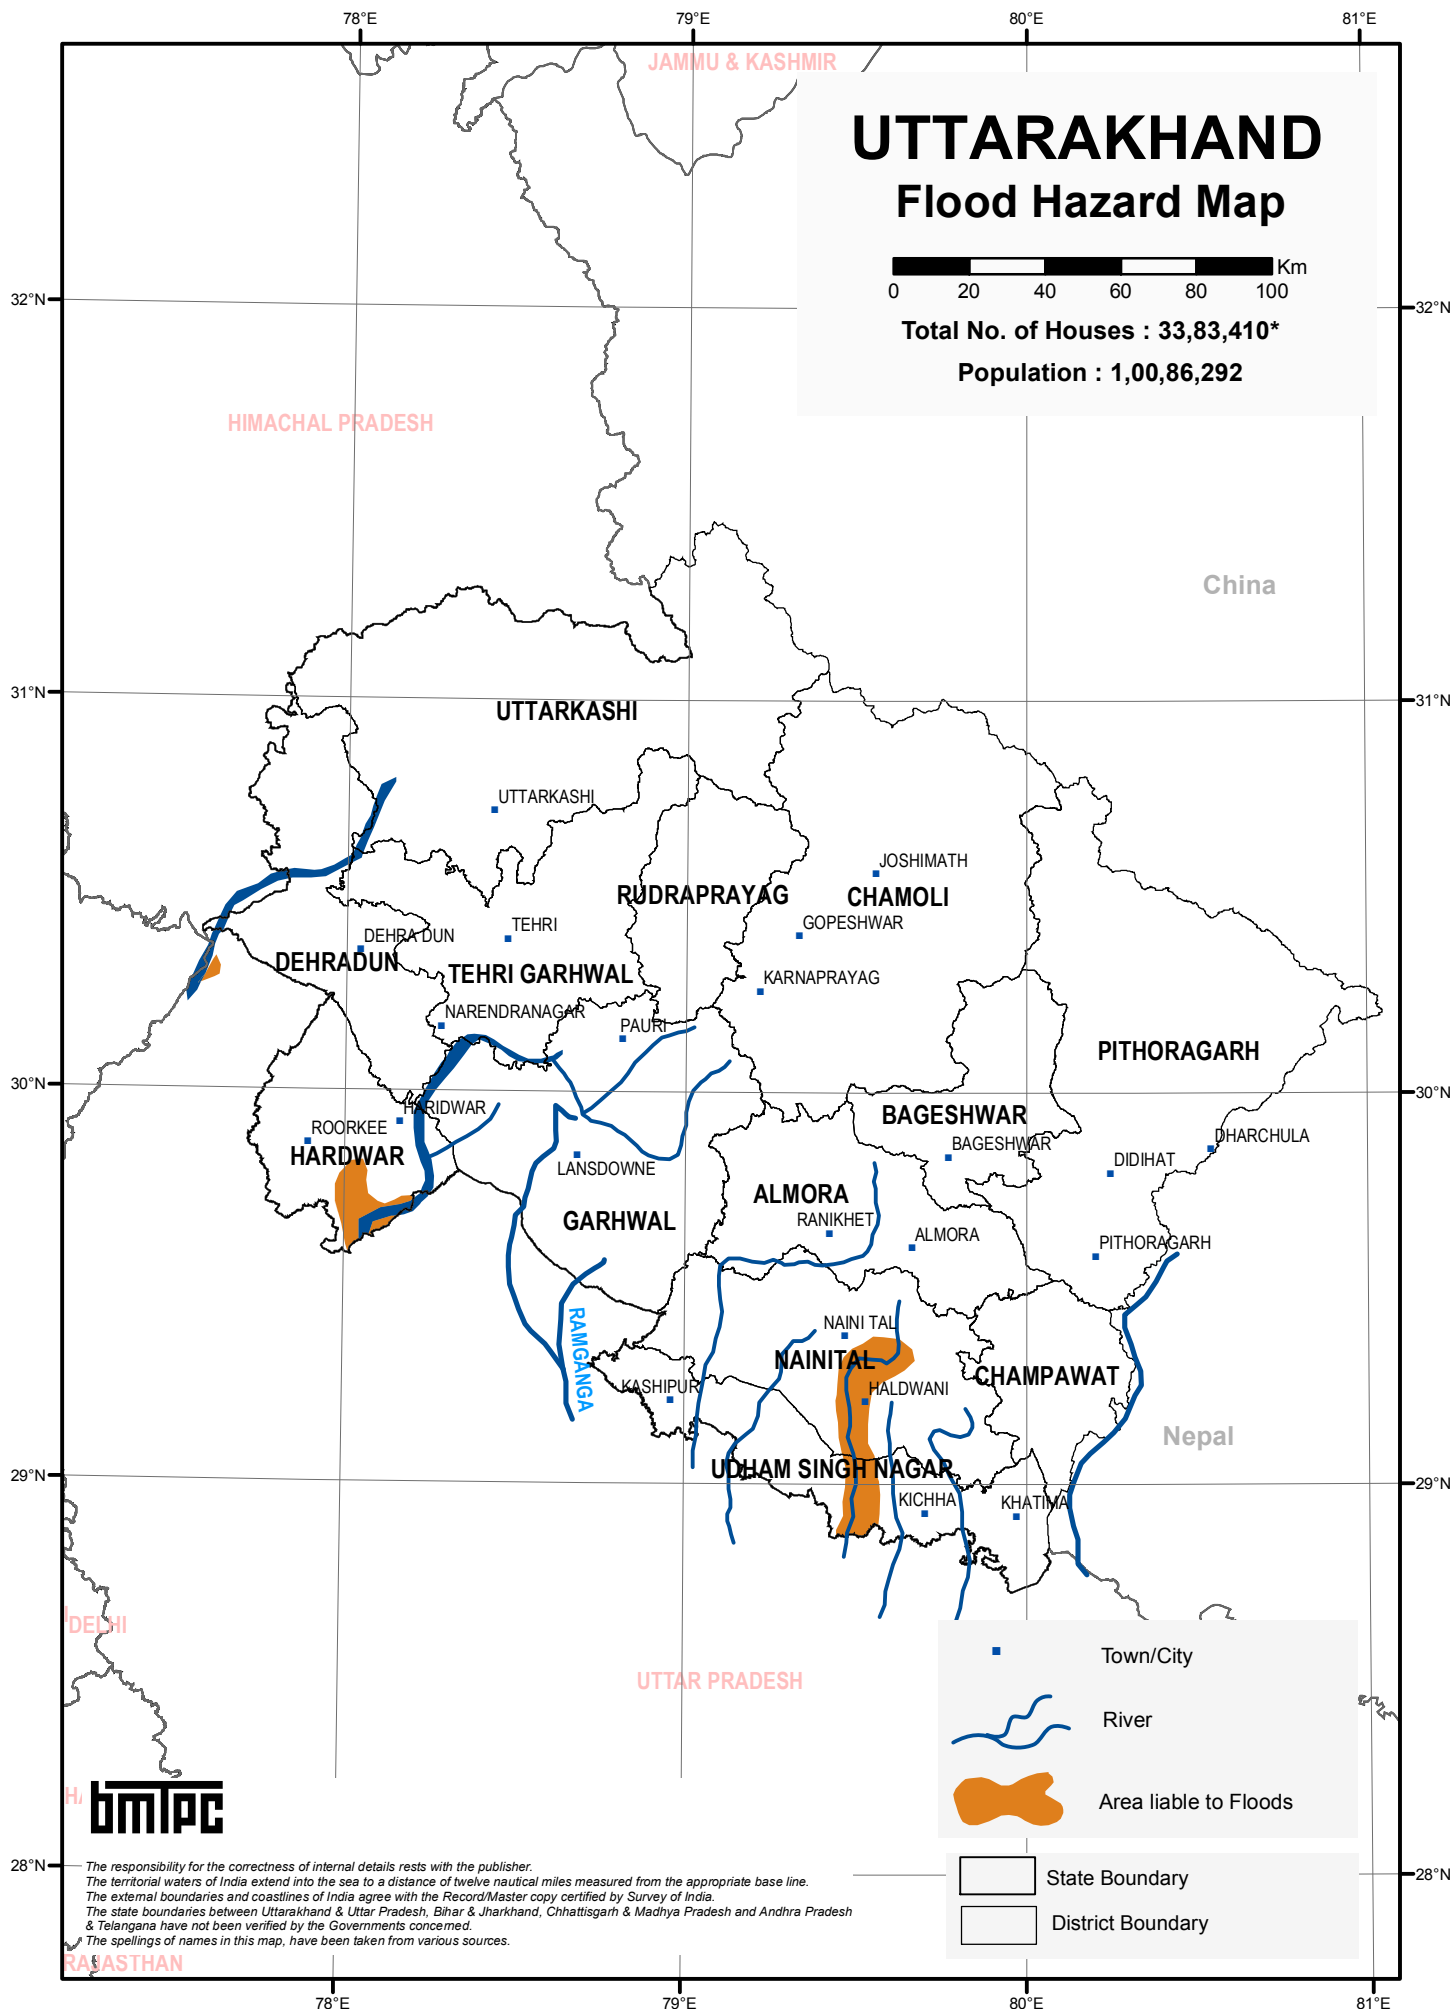 78°E 79°E 80°E 81°E
JAMMU & KASHMIR
UTTARAKHAND
Flood Hazard Map
Km
0 20 40 60 80 100
Total No. of Houses : 33,83,410*
Population : 1,00,86,292
32°N 32°N
HIMACHAL PRADESH
China
31°N 31°N
UTTARKASHI
UTTARKASHI
JOSHIMATH
RUDRAPRAYAG
CHAMOLI
GOPESHWAR
TEHRI
DEHRA DUN
DEHRADUN
TEHRI GARHWAL
KARNAPRAYAG
NARENDRANAGAR
PAURI
PITHORAGARH
30°N 30°N
HARIDWAR
BAGESHWAR
ROORKEE
HARDWAR
BAGESHWAR
DHARCHULA
DIDIHAT
LANSDOWNE
ALMORA
GARHWAL
RANIKHET
ALMORA
PITHORAGARH
RAMGANGA
NAINI TAL
NAINITAL
CHAMPAWAT
KASHIPUR
HALDWANI
Nepal
UDHAM SINGH NAGAR
29°N 29°N
KICHHA
KHATIMA
DELHI
UTTAR PRADESH
Town/City
River
Area liable to Floods
HA
bmTPC
28°N 28°N
State Boundary
District Boundary
The responsibility for the correctness of internal details rests with the publisher.
The territorial waters of India extend into the sea to a distance of twelve nautical miles measured from the appropriate base line.
The external boundaries and coastlines of India agree with the Record/Master copy certified by Survey of India.
The state boundaries between Uttarakhand & Uttar Pradesh, Bihar & Jharkhand, Chhattisgarh & Madhya Pradesh and Andhra Pradesh
& Telangana have not been verified by the Governments concerned.
The spellings of names in this map, have been taken from various sources.
RAJASTHAN
78°E 79°E 80°E 81°E